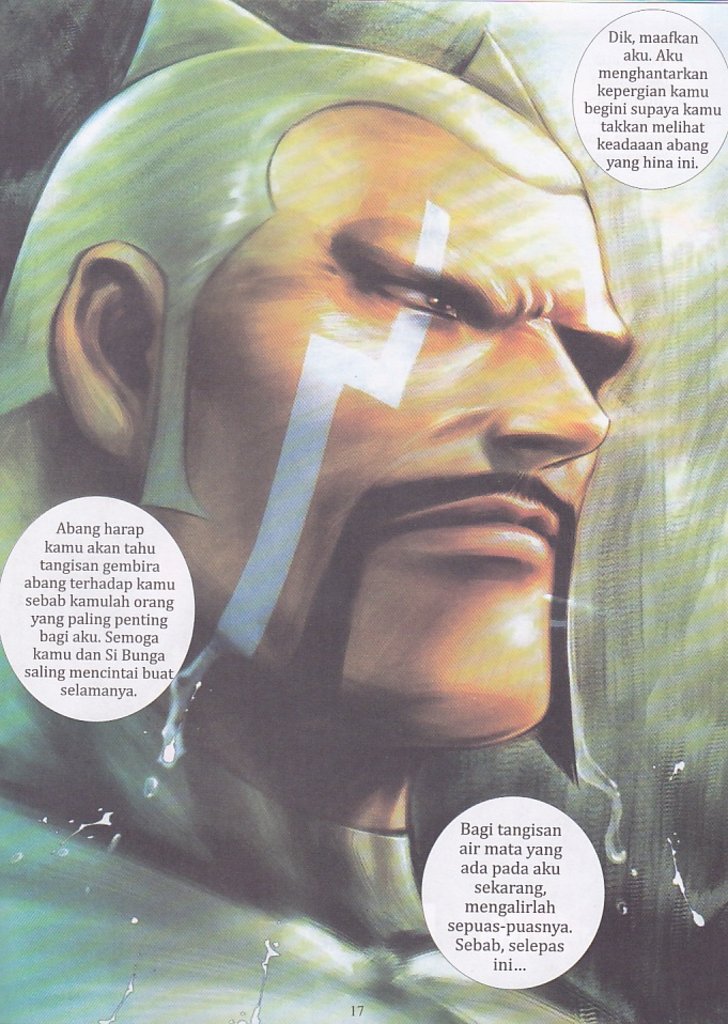 Dik, maafkan
aku. Aku
menghantarkan
kepergian kamu
begini supaya kamu
takkan melihat
keadaaan abang
yang hina ini.
Abang harap
kamu akan tahu
tangisan gembira
abang terhadap kamu
sebab kamulah orang
yang paling penting
bagi aku. Semoga
kamu dan Si Bunga
saling mencintai buat
selamanya.
Bagi tangisan
air mata yang
ada pada aku
sekarang,
mengalirlah
sepuas-puasnya.
Sebab, selepas
ini...
17